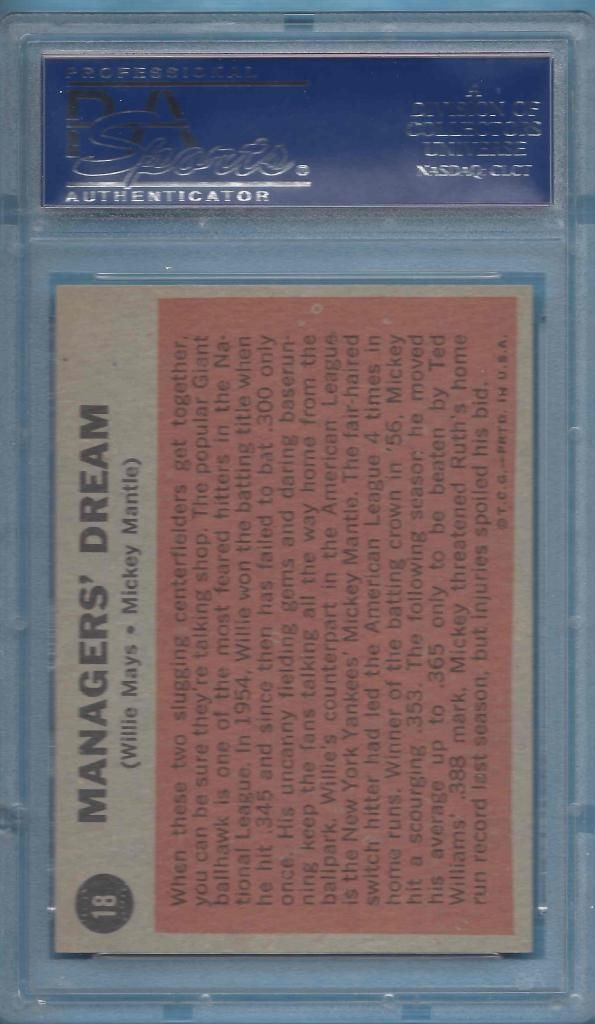 PROFESSIONAL
PSA
Sports®
AUTHENTICATOR
A
DIVISION OF
COLLECTORS
UNIVERSE
NASDAQ: CLCT
18
MANAGERS' DREAM
(Willie Mays • Mickey Mantle)
When these two slugging centerfielders get together,
you can be sure they're talking shop. The popular Giant
ballhawk is one of the most feared hitters in the Na-
tional League. In 1954, Willie won the batting title when
he hit .345 and since then has failed to bat .300 only
once. His uncanny fielding gems and daring baserun-
ning keep the fans talking all the way home from the
ballpark. Willie's counterpart in the American League
is the New York Yankees' Mickey Mantle. The fair-haired
switch hitter had led the American League 4 times in
home runs. Winner of the batting crown in '56, Mickey
hit a scourging .353. The following season, he moved
his average up to .365 only to be beaten by Ted
Williams' .388 mark. Mickey threatened Ruth's home
run record last season, but injuries spoiled his bid.
©T.C.G.—PRTD. IN U.S.A.